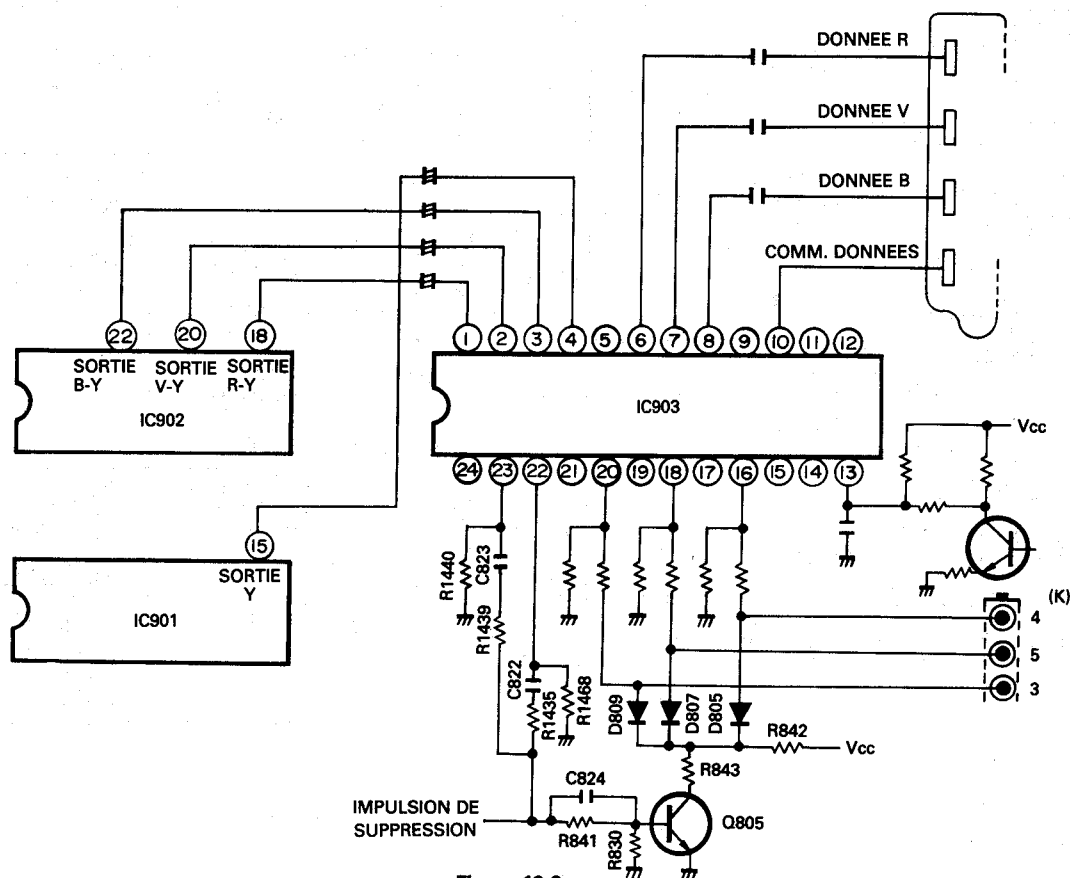 DONNEE R
DONNEE V
DONNEE B
COMM. DONNEES
22
20
18
SORTIE B-Y
SORTIE V-Y
SORTIE R-Y
IC902
1 2 3 4 5 6 7 8 9 10 11 12
IC903
24 23 22 21 20 19 18 17 16 15 14 13
Vcc
15
SORTIE Y
IC901
R1440
C823
R1439
C822
R1435
R1468
(K)
4
5
3
D809
D807
D805
R842
Vcc
R843
C824
IMPULSION DE
SUPPRESSION
R841
R830
Q805